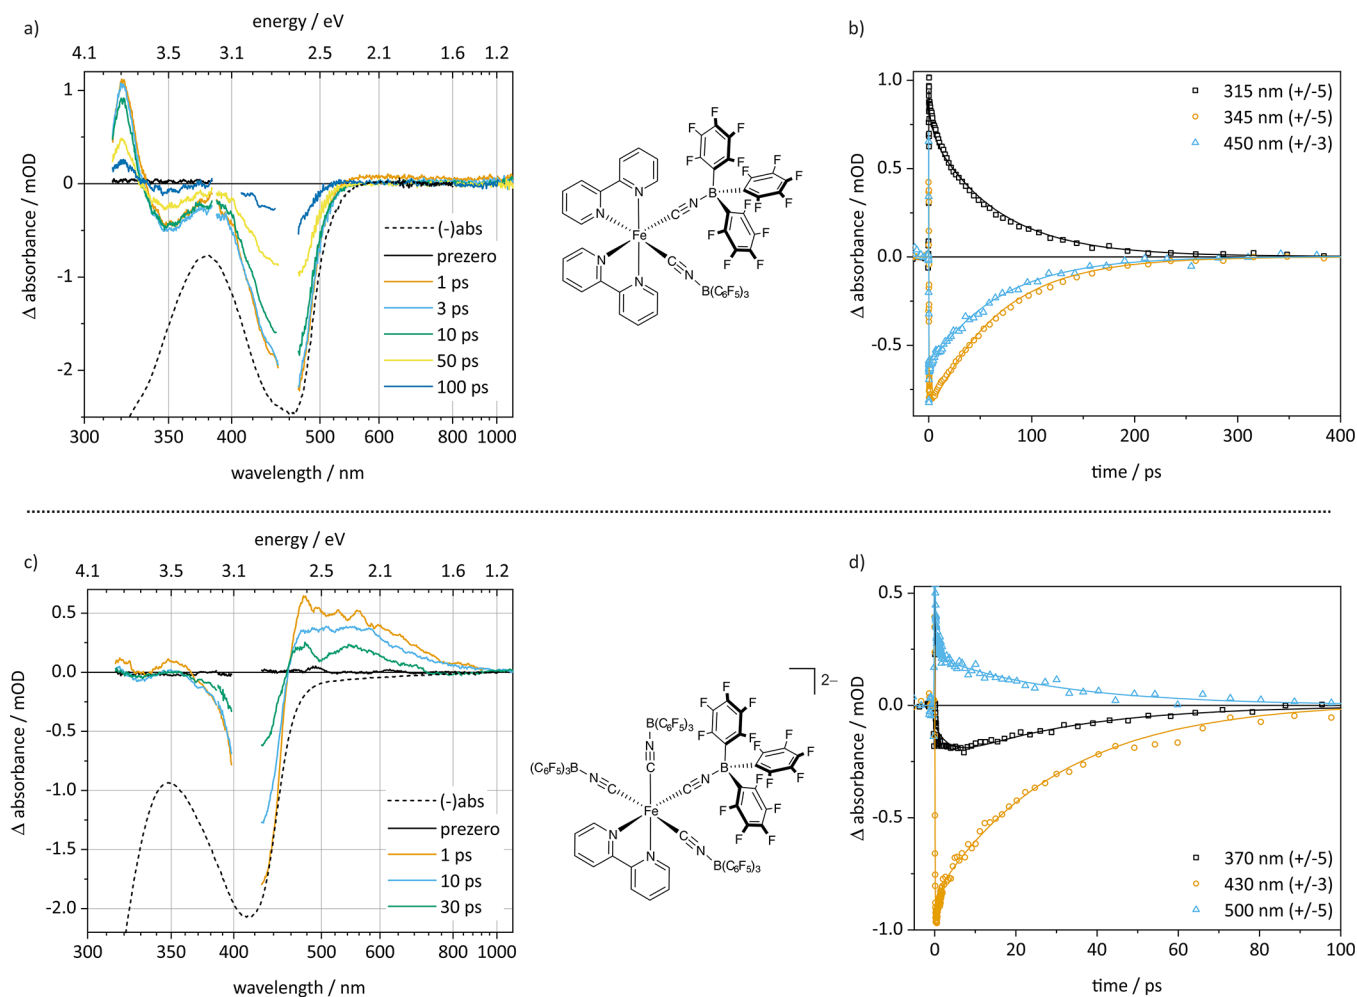 a)
energy / eV
4.1 3.5 3.1 2.5 2.1 1.6 1.2
Δ absorbance / mOD
1
0
-1
-2
(-)abs
prezero
1 ps
3 ps
10 ps
50 ps
100 ps
300 350 400 500 600 800 1000
wavelength / nm
F F F F F
F F F F F
F F F F F
B
N
C
N N
Fe
N N
C
N
B(C6F5)3
b)
315 nm (+/-5)
345 nm (+/-5)
450 nm (+/-3)
Δ absorbance / mOD
1.0
0.5
0.0
-0.5
0 100 200 300 400
time / ps
c)
energy / eV
4.1 3.5 3.1 2.5 2.1 1.6 1.2
Δ absorbance / mOD
0.5
0.0
-0.5
-1.0
-1.5
-2.0
(-)abs
prezero
1 ps
10 ps
30 ps
300 350 400 500 600 800 1000
wavelength / nm
2–
F F F F F
F F F F F
F F F F F
B(C6F5)3
N
C
(C6F5)3B
N
C
B
N
C
Fe
N N
C
N
B(C6F5)3
d)
370 nm (+/-5)
430 nm (+/-3)
500 nm (+/-5)
Δ absorbance / mOD
0.5
0.0
-0.5
-1.0
0 20 40 60 80 100
time / ps